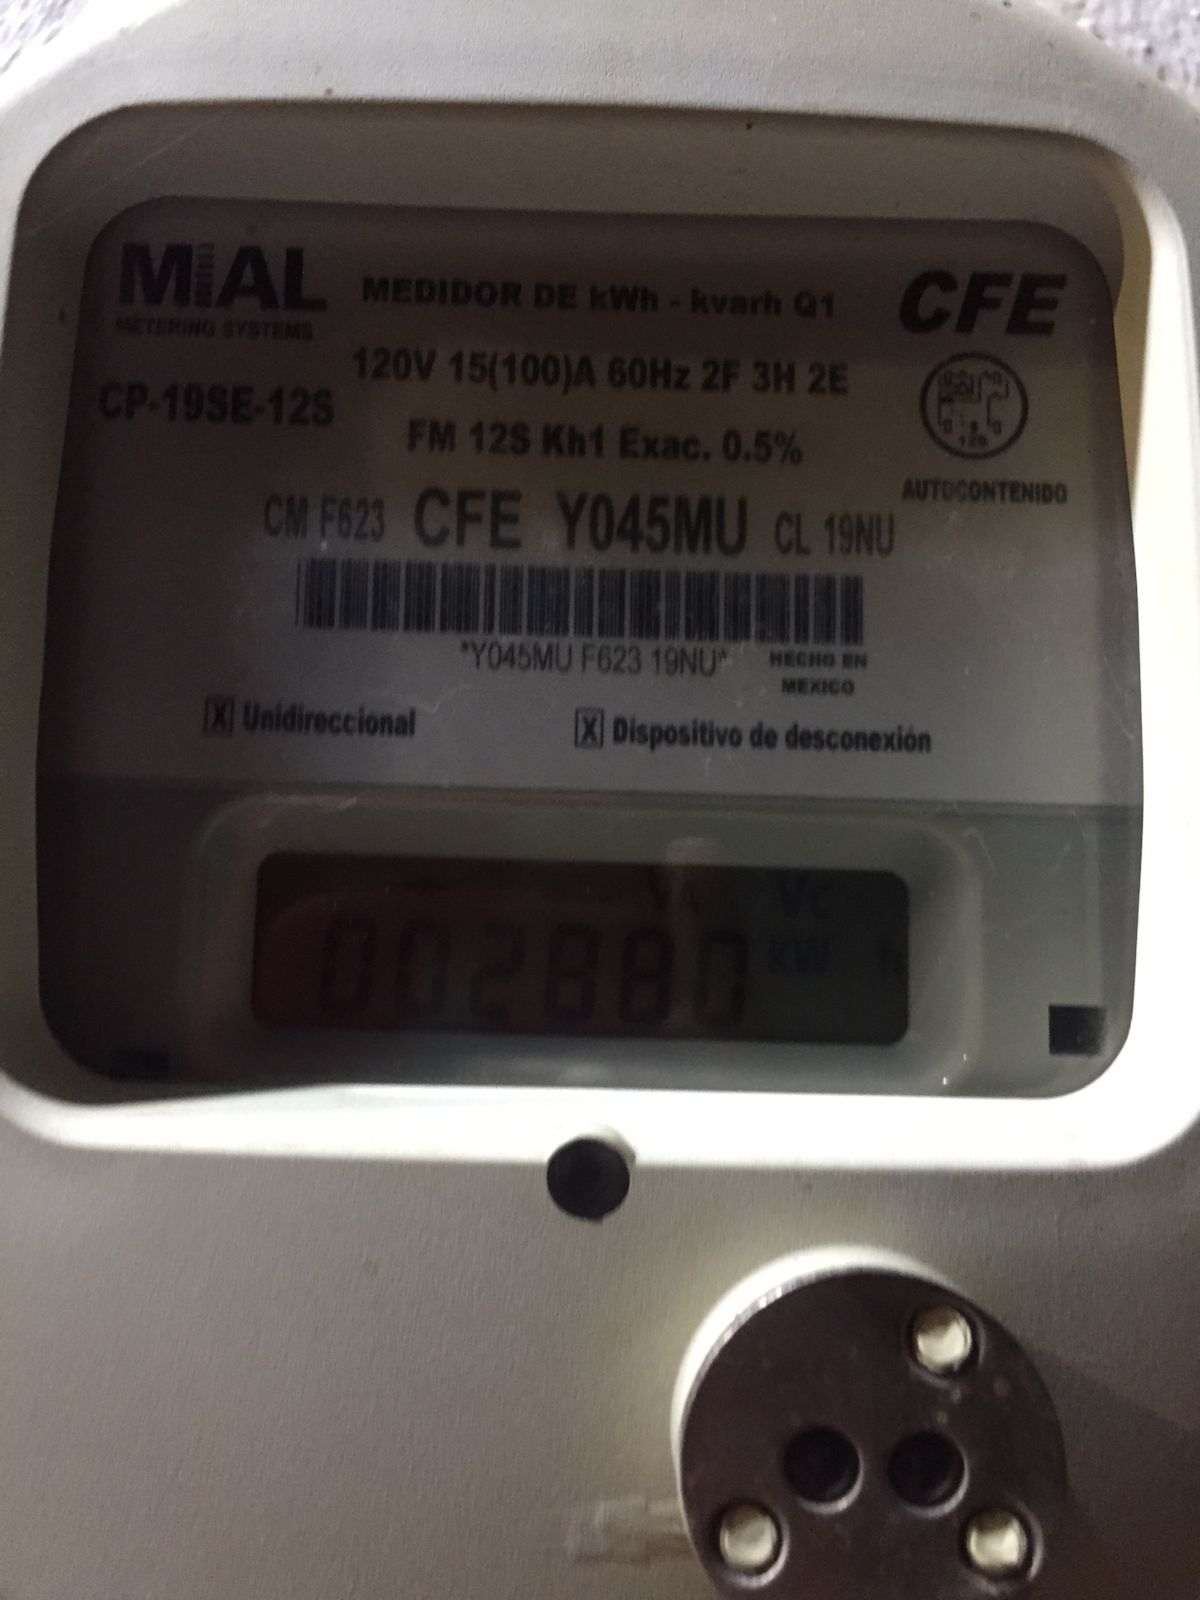 MIAL
METERING SYSTEMS
MEDIDOR DE kWh - kvarh Q1
CFE
120V 15(100)A 60Hz 2F 3H 2E
CP-19SE-12S
FM 12S Kh1 Exac. 0.5%
12S
AUTOCONTENIDO
CM F623 CFE Y045MU CL 19NU
*Y045MU F623 19NU*
HECHO EN
MEXICO
X Unidireccional
X Dispositivo de desconexión
VA Vc
002880 kW h